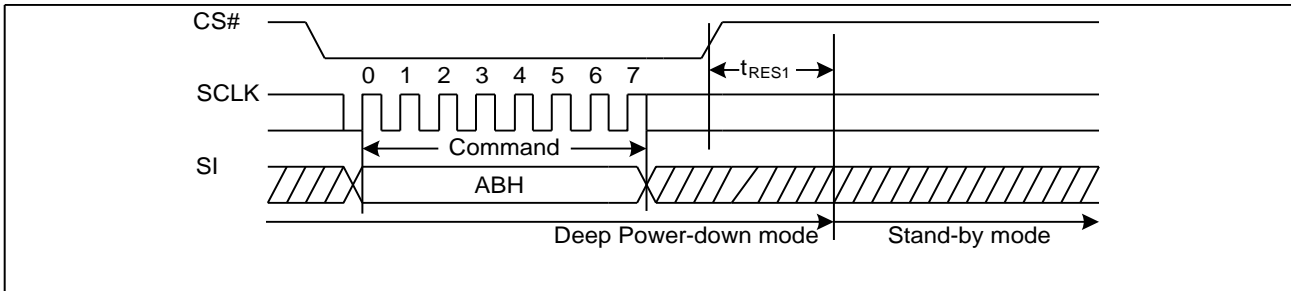 CS#
tRES1
0 1 2 3 4 5 6 7
SCLK
Command
SI
ABH
Deep Power-down mode
Stand-by mode